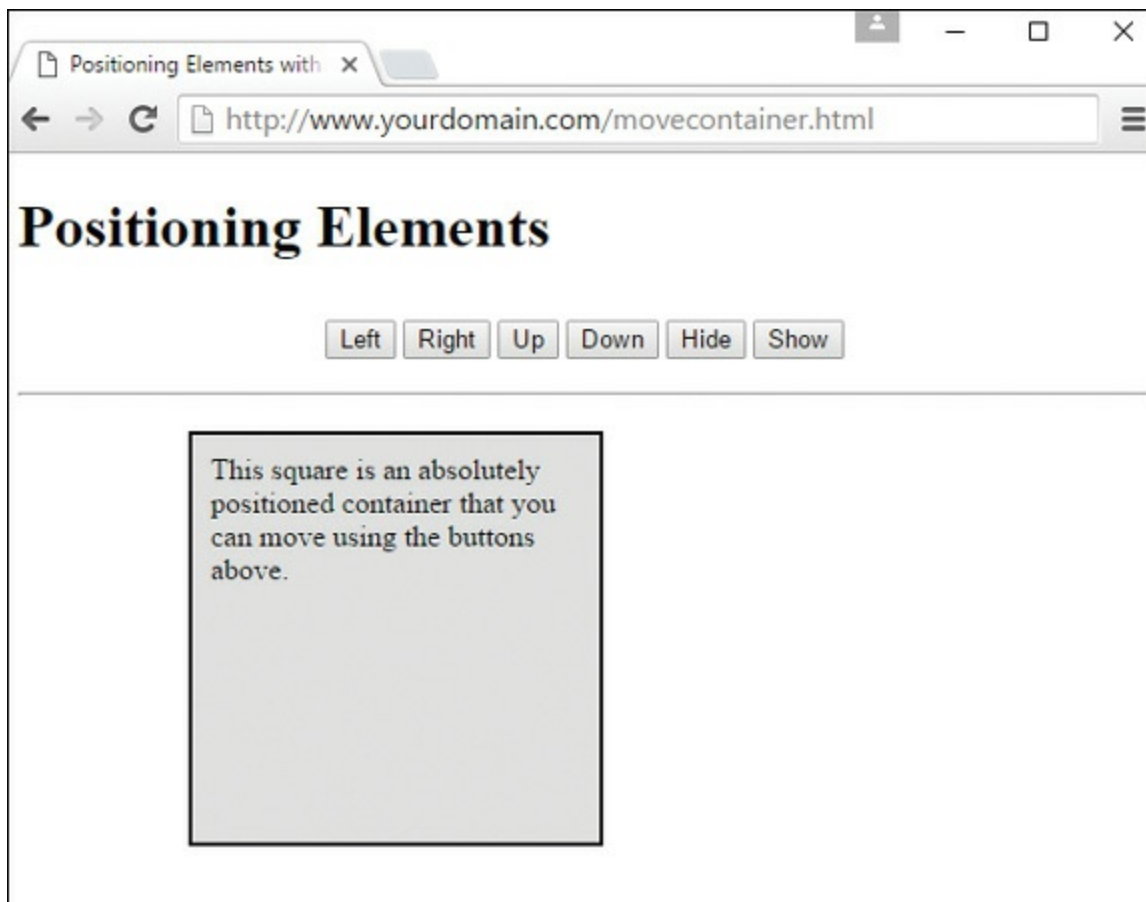 Positioning Elements with
http://www.yourdomain.com/movecontainer.html
Positioning Elements
Left Right Up Down Hide Show
This square is an absolutely
positioned container that you
can move using the buttons
above.